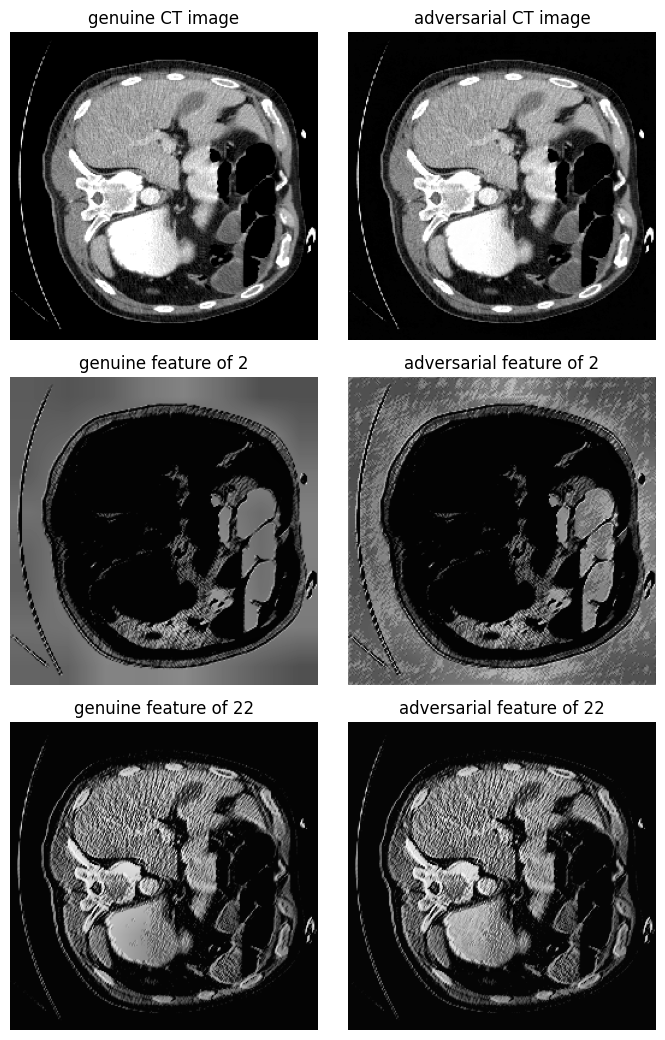 genuine CT image
adversarial CT image
genuine feature of 2
adversarial feature of 2
genuine feature of 22
adversarial feature of 22